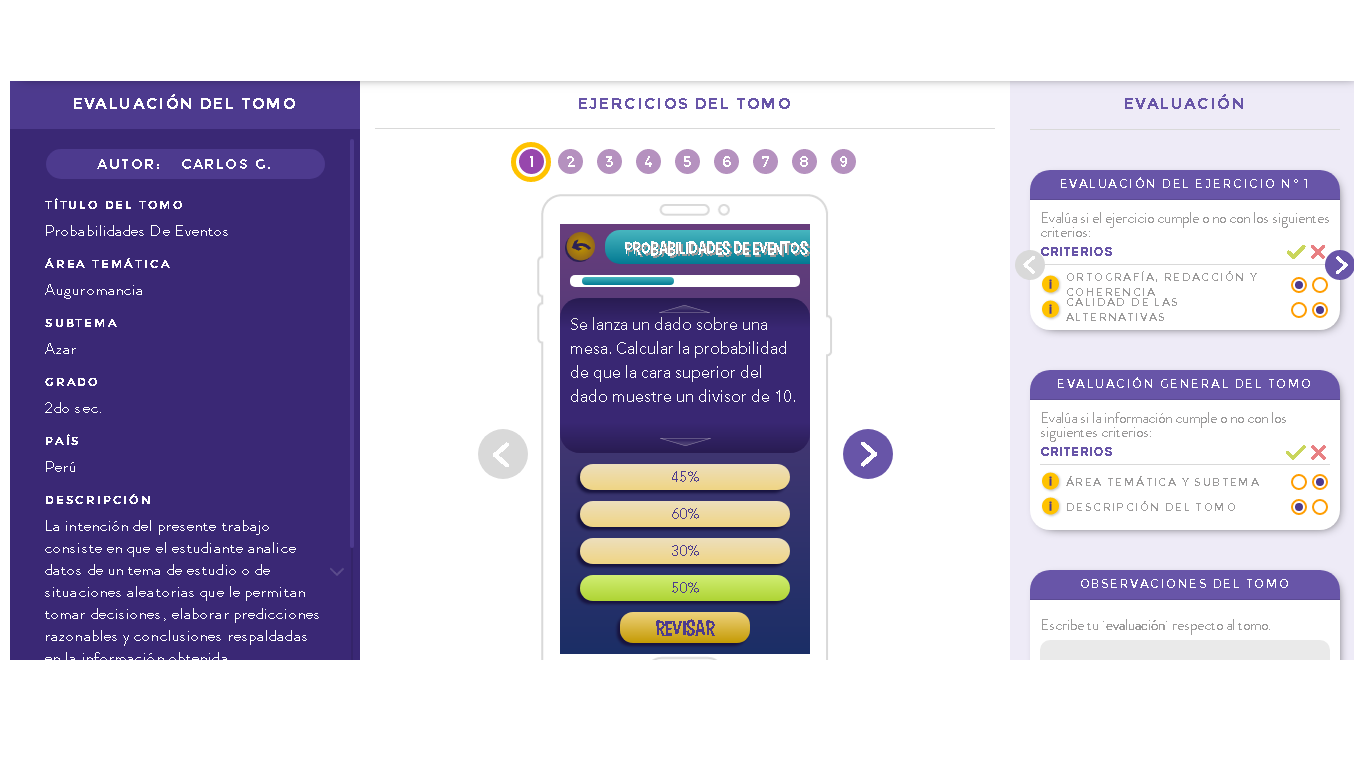 EVALUACIÓN DEL TOMO
AUTOR: CARLOS G.
TÍTULO DEL TOMO
Probabilidades De Eventos
ÁREA TEMÁTICA
Auguromancia
SUBTEMA
Azar
GRADO
2do sec.
PAÍS
Perú
DESCRIPCIÓN
La intención del presente trabajo
consiste en que el estudiante analice
datos de un tema de estudio o de
situaciones aleatorias que le permitan
tomar decisiones, elaborar predicciones
razonables y conclusiones respaldadas
en la información obtenida
EJERCICIOS DEL TOMO
1 2 3 4 5 6 7 8 9
PROBABILIDADES DE EVENTOS
Se lanza un dado sobre una
mesa. Calcular la probabilidad
de que la cara superior del
dado muestre un divisor de 10.
45%
60%
30%
50%
REVISAR
EVALUACIÓN
EVALUACIÓN DEL EJERCICIO N° 1
Evalúa si el ejercicio cumple o no con los siguientes
criterios:
CRITERIOS
i ORTOGRAFÍA, REDACCIÓN Y
COHERENCIA
i CALIDAD DE LAS
ALTERNATIVAS
EVALUACIÓN GENERAL DEL TOMO
Evalúa si la información cumple o no con los
siguientes criterios:
CRITERIOS
i ÁREA TEMÁTICA Y SUBTEMA
i DESCRIPCIÓN DEL TOMO
OBSERVACIONES DEL TOMO
Escribe tu 'evaluación' respecto al tomo.